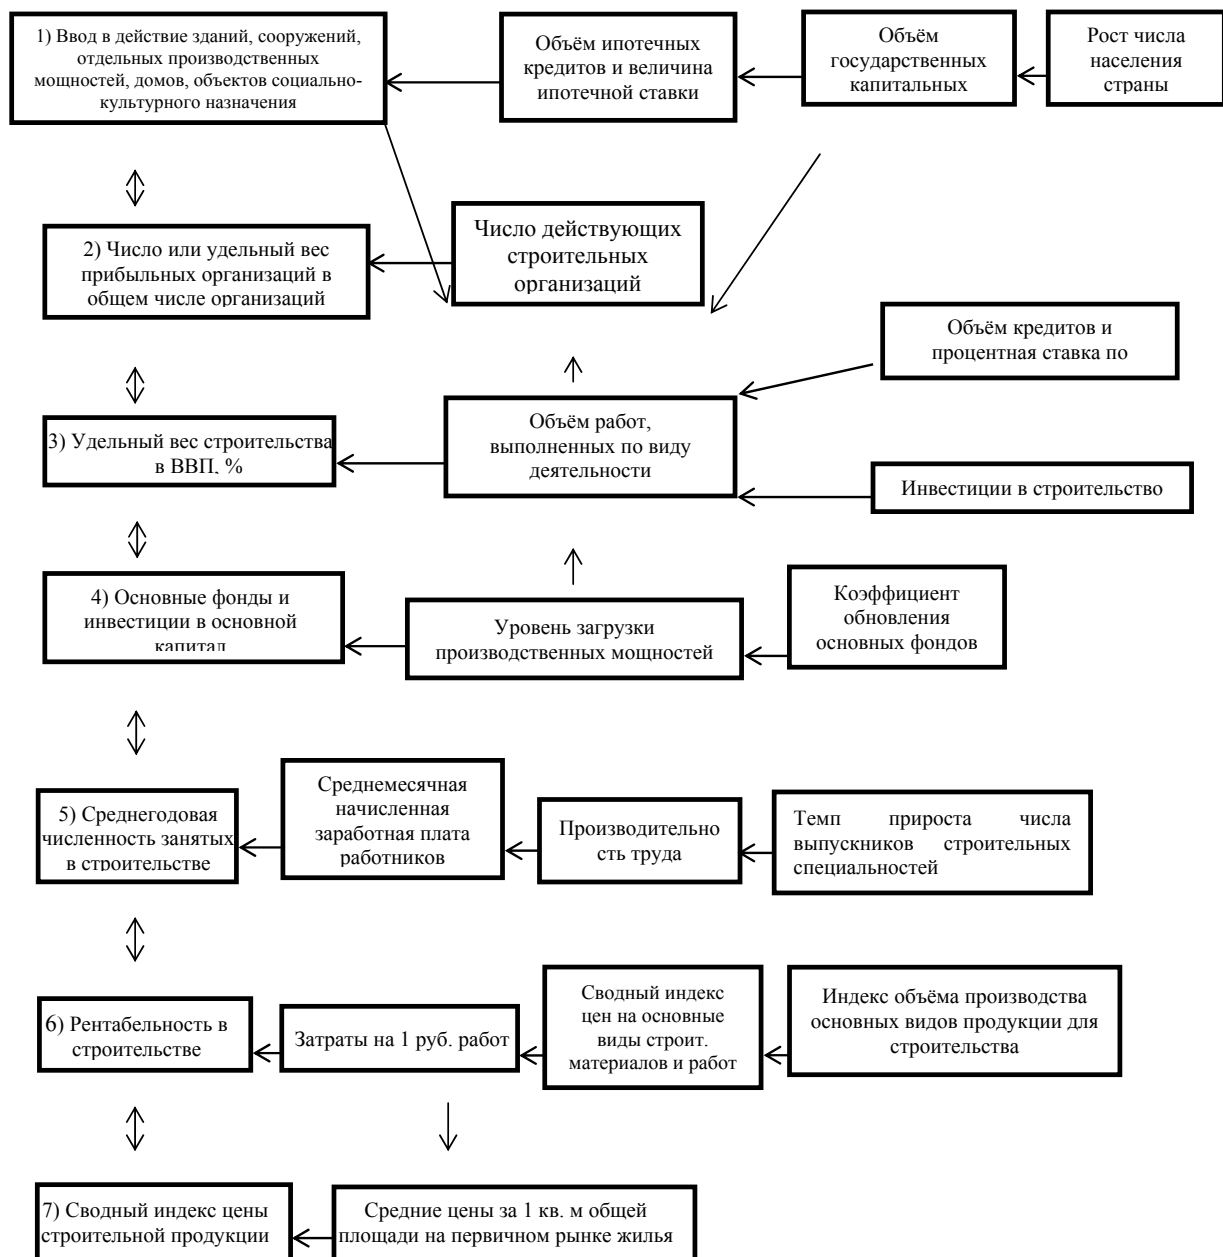 1) Ввод в действие зданий, сооружений,
отдельных производственных
мощностей, домов, объектов социально-
культурного назначения
Объём ипотечных
кредитов и величина
ипотечной ставки
Объём
государственных
капитальных
Рост числа
населения
страны
2) Число или удельный вес
прибыльных организаций в
общем числе организаций
Число действующих
строительных
организаций
Объём кредитов и
процентная ставка по
3) Удельный вес строительства
в ВВП, %
Объём работ,
выполненных по виду
деятельности
Инвестиции в строительство
4) Основные фонды и
инвестиции в основной
капитал
Уровень загрузки
производственных мощностей
Коэффициент
обновления
основных фондов
5) Среднегодовая
численность занятых
в строительстве
Среднемесячная
начисленная
заработная плата
работников
Производительно
сть труда
Темп прироста числа
выпускников строительных
специальностей
6) Рентабельность в
строительстве
Затраты на 1 руб. работ
Сводный индекс
цен на основные
виды строит.
материалов и работ
Индекс объёма производства
основных видов продукции для
строительства
7) Сводный индекс цены
строительной продукции
Средние цены за 1 кв. м общей
площади на первичном рынке жилья